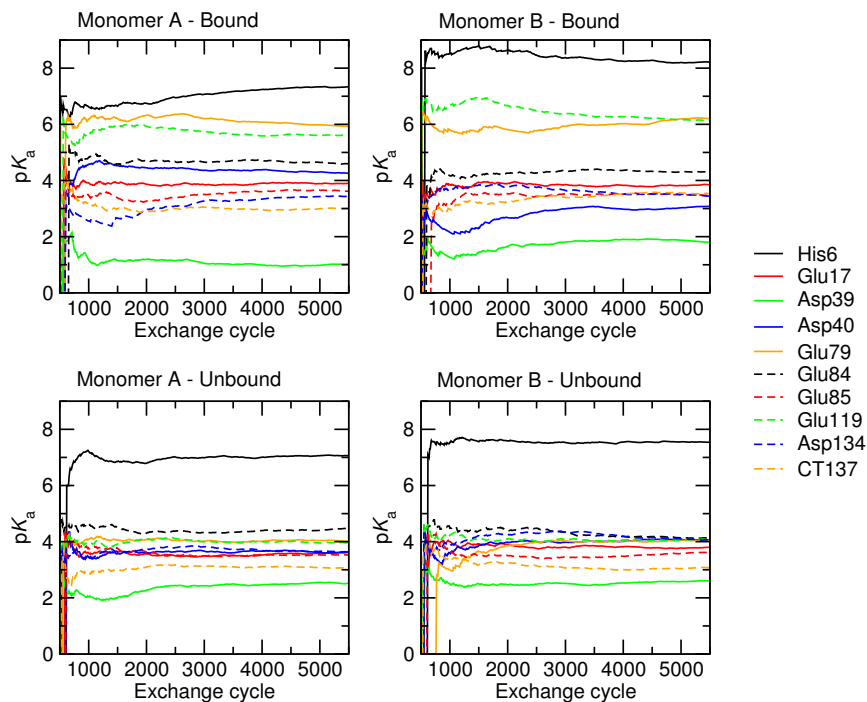 Monomer A - Bound
Monomer B - Bound
pKa
8
6
4
2
0
1000 2000 3000 4000 5000
Exchange cycle
pKa
8
6
4
2
0
1000 2000 3000 4000 5000
Exchange cycle
Monomer A - Unbound
Monomer B - Unbound
pKa
8
6
4
2
0
1000 2000 3000 4000 5000
Exchange cycle
pKa
8
6
4
2
0
1000 2000 3000 4000 5000
Exchange cycle
His6
Glu17
Asp39
Asp40
Glu79
Glu84
Glu85
Glu119
Asp134
CT137